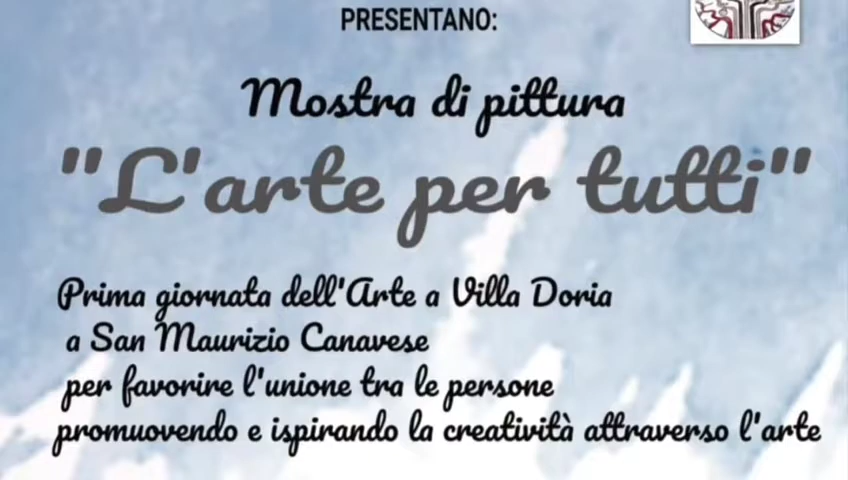 PRESENTANO:
Mostra di pittura
"L'arte per tutti"
Prima giornata dell'Arte a Villa Doria
a San Maurizio Canavese
per favorire l'unione tra le persone
promuovendo e ispirando la creatività attraverso l'arte